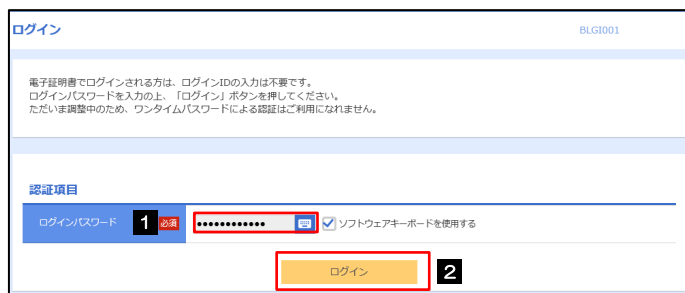 ログイン
BLGI001
電子証明書でログインされる方は、ログインIDの入力は不要です。
ログインパスワードを入力の上、「ログイン」ボタンを押してください。
ただいま調整中のため、ワンタイムパスワードによる認証はご利用になれません。
認証項目
ログインパスワード 1 必須 •••••••••••• ソフトウェアキーボードを使用する
ログイン 2